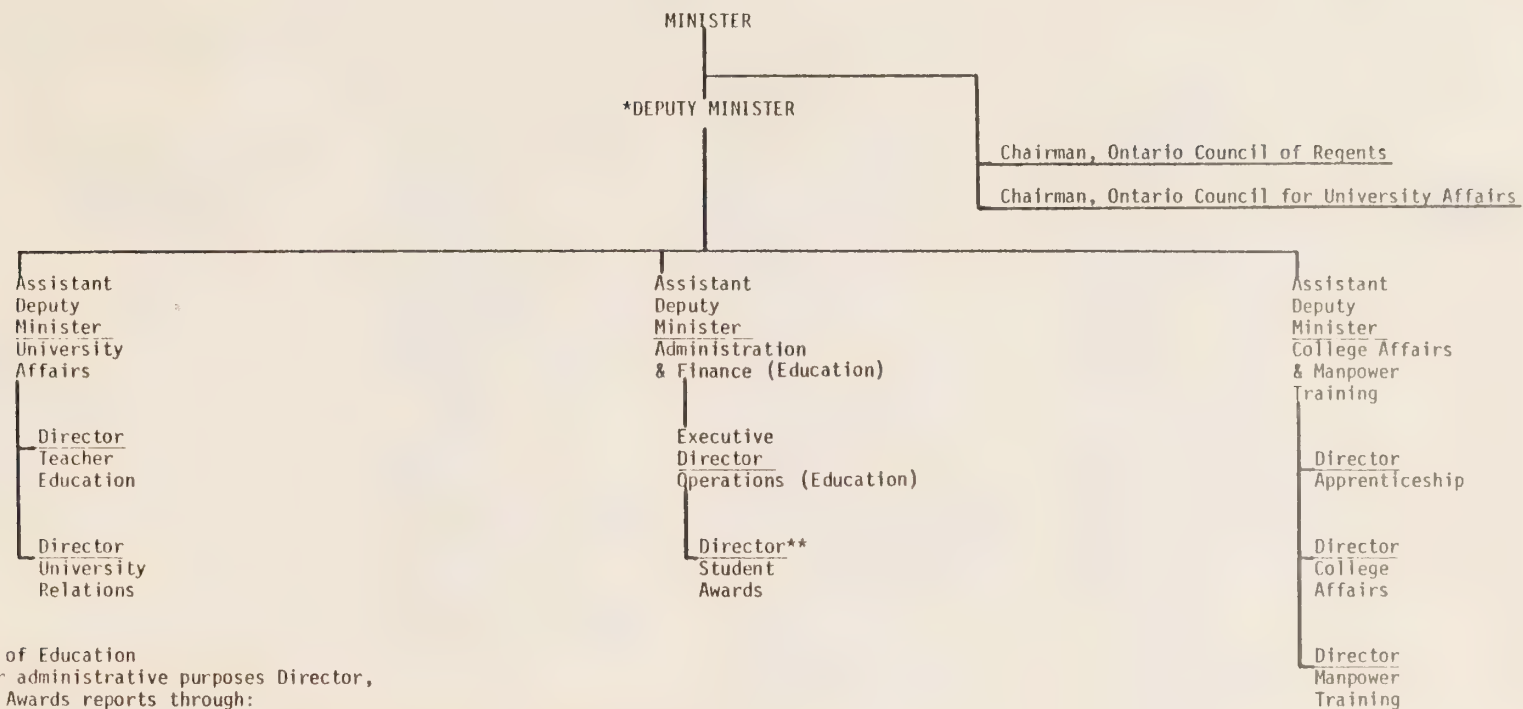 MINISTER
*DEPUTY MINISTER
Chairman, Ontario Council of Regents
Chairman, Ontario Council for University Affairs
Assistant
Deputy
Minister
University
Affairs
Director
Teacher
Education
Director
University
Relations
Assistant
Deputy
Minister
Administration
& Finance (Education)
Executive
Director
Operations (Education)
Director**
Student
Awards
Assistant
Deputy
Minister
College Affairs
& Manpower
Training
Director
Apprenticeship
Director
College
Affairs
Director
Manpower
Training
of Education
administrative purposes Director,
Awards reports through: